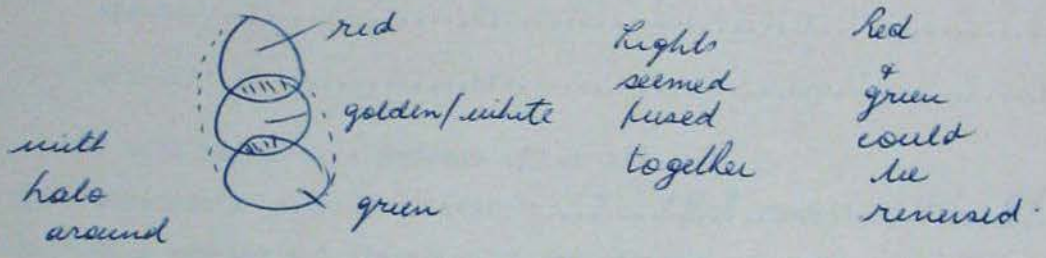 red
golden/white
green
with
halo
around
Lights
seemed
fused
together
Red
&
green
could
be
reversed.